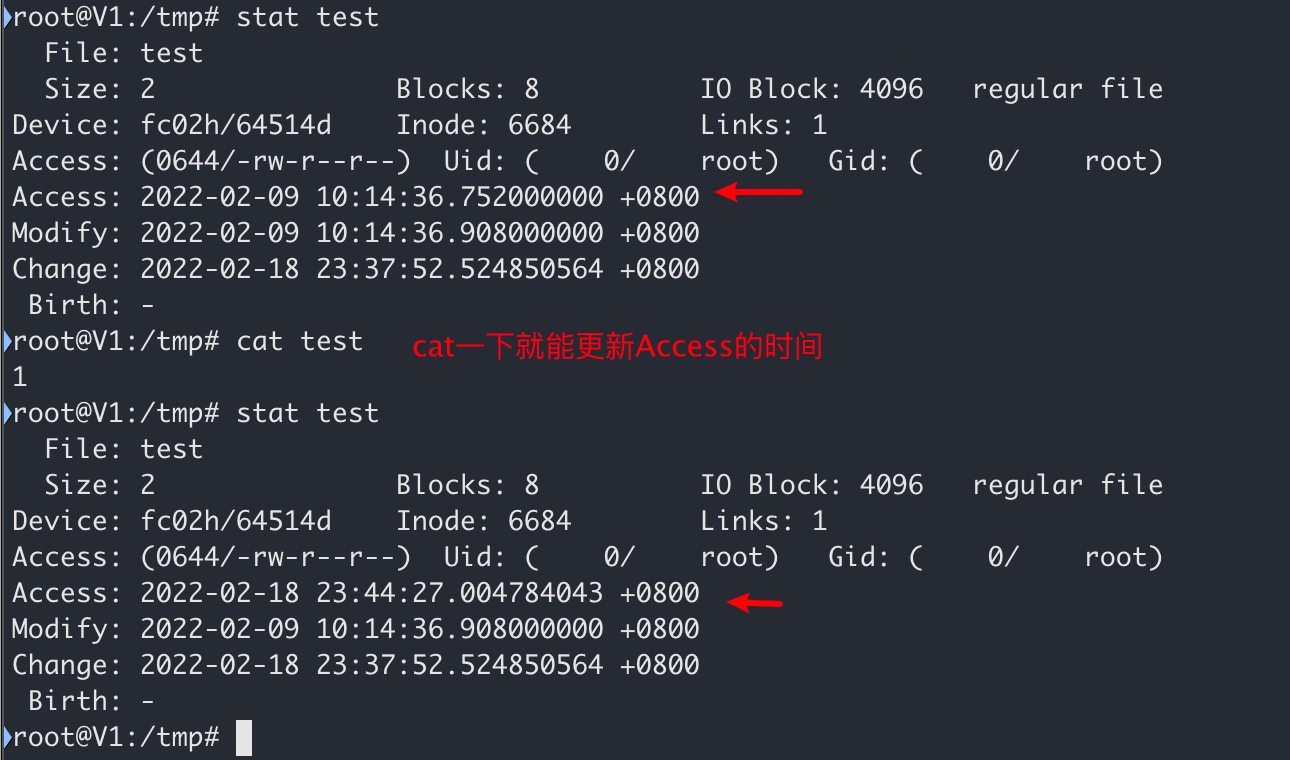 root@V1:/tmp# stat test
  File: test
  Size: 2               Blocks: 8          IO Block: 4096   regular file
Device: fc02h/64514d    Inode: 6684        Links: 1
Access: (0644/-rw-r--r--)  Uid: (    0/    root)   Gid: (    0/    root)
Access: 2022-02-09 10:14:36.752000000 +0800
Modify: 2022-02-09 10:14:36.908000000 +0800
Change: 2022-02-18 23:37:52.524850564 +0800
 Birth: -
root@V1:/tmp# cat test    cat一下就能更新Access的时间
1
root@V1:/tmp# stat test
  File: test
  Size: 2               Blocks: 8          IO Block: 4096   regular file
Device: fc02h/64514d    Inode: 6684        Links: 1
Access: (0644/-rw-r--r--)  Uid: (    0/    root)   Gid: (    0/    root)
Access: 2022-02-18 23:44:27.004784043 +0800
Modify: 2022-02-09 10:14:36.908000000 +0800
Change: 2022-02-18 23:37:52.524850564 +0800
 Birth: -
root@V1:/tmp#